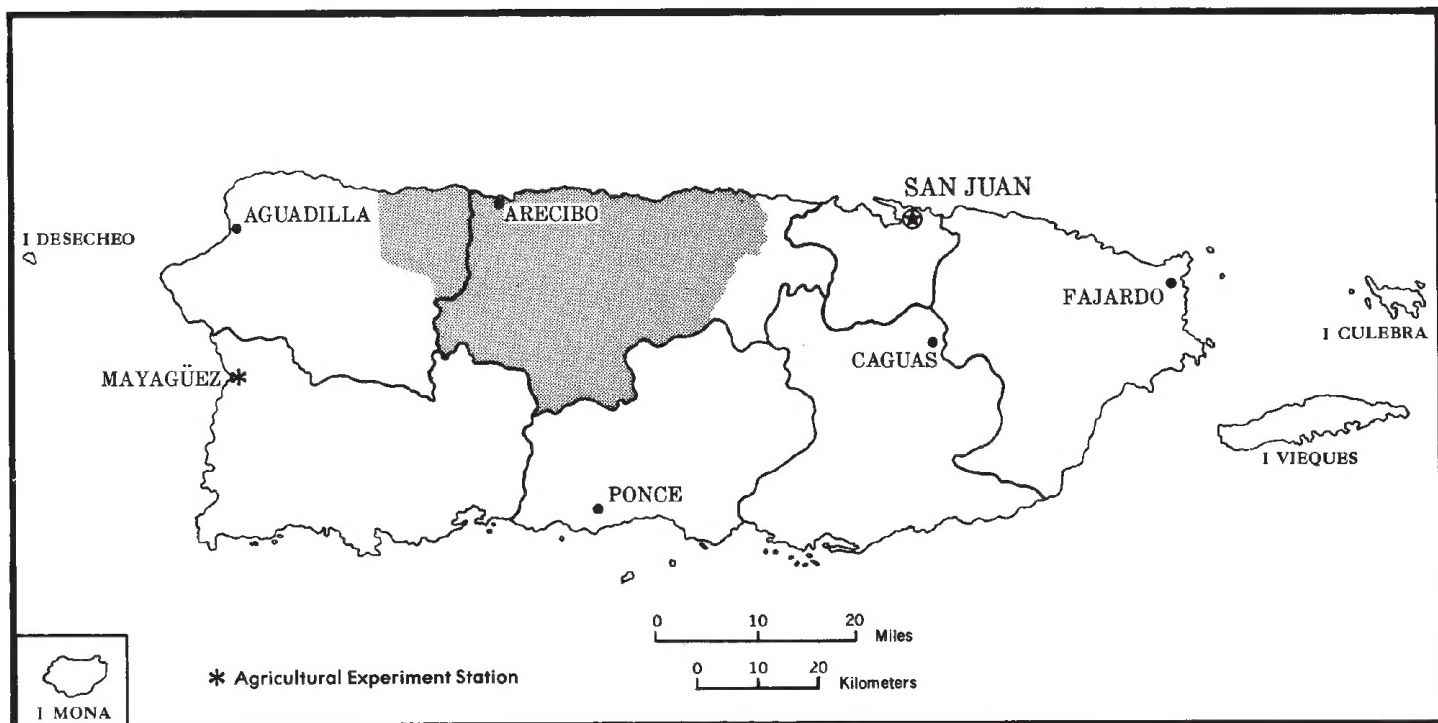 SAN JUAN
AGUADILLA
ARECIBO
I DESECHEO
FAJARDO
I CULEBRA
CAGUAS
MAYAGÜEZ
I VIEQUES
PONCE
0 10 20
Miles
0 10 20
Kilometers
* Agricultural Experiment Station
I MONA